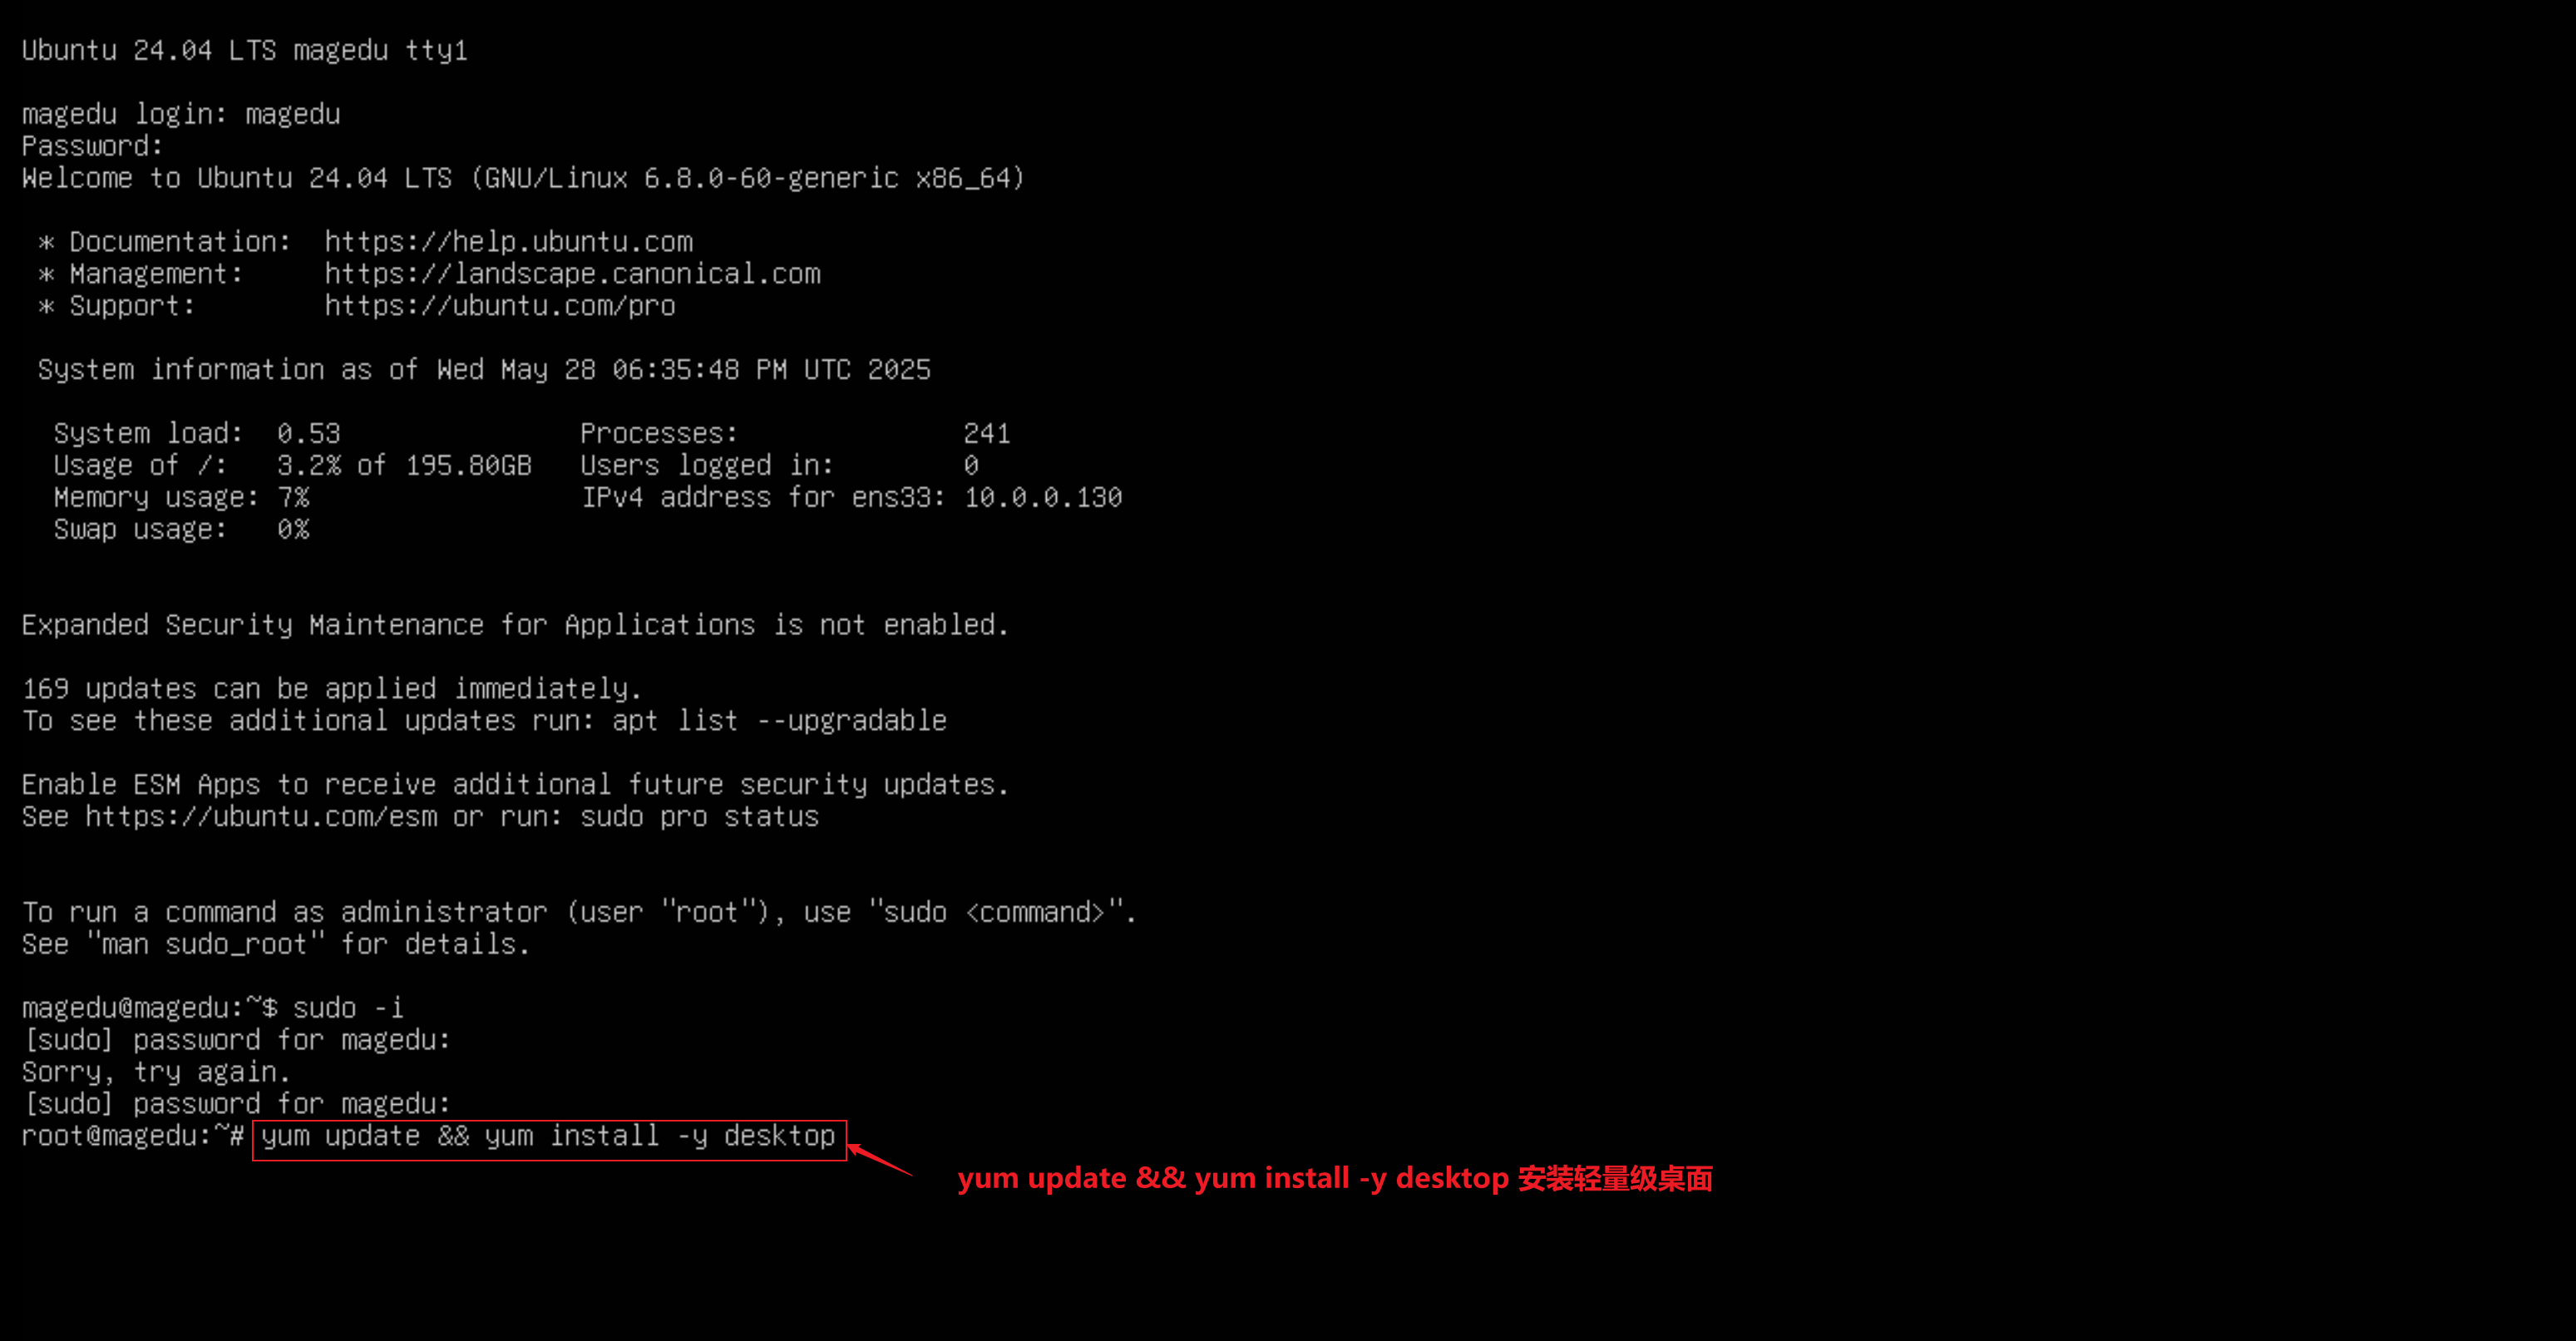 Ubuntu 24.04 LTS magedu tty1
magedu login: magedu
Password:
Welcome to Ubuntu 24.04 LTS (GNU/Linux 6.8.0-60-generic x86_64)
* Documentation:  https://help.ubuntu.com
* Management:     https://landscape.canonical.com
* Support:        https://ubuntu.com/pro
System information as of Wed May 28 06:35:48 PM UTC 2025
System load:  0.53               Processes:              241
Usage of /:   3.2% of 195.80GB   Users logged in:        0
Memory usage: 7%                 IPv4 address for ens33: 10.0.0.130
Swap usage:   0%
Expanded Security Maintenance for Applications is not enabled.
169 updates can be applied immediately.
To see these additional updates run: apt list --upgradable
Enable ESM Apps to receive additional future security updates.
See https://ubuntu.com/esm or run: sudo pro status
To run a command as administrator (user "root"), use "sudo <command>".
See "man sudo_root" for details.
magedu@magedu:~$ sudo -i
[sudo] password for magedu:
Sorry, try again.
[sudo] password for magedu:
root@magedu:~# yum update && yum install -y desktop
yum update && yum install -y desktop 安装轻量级桌面